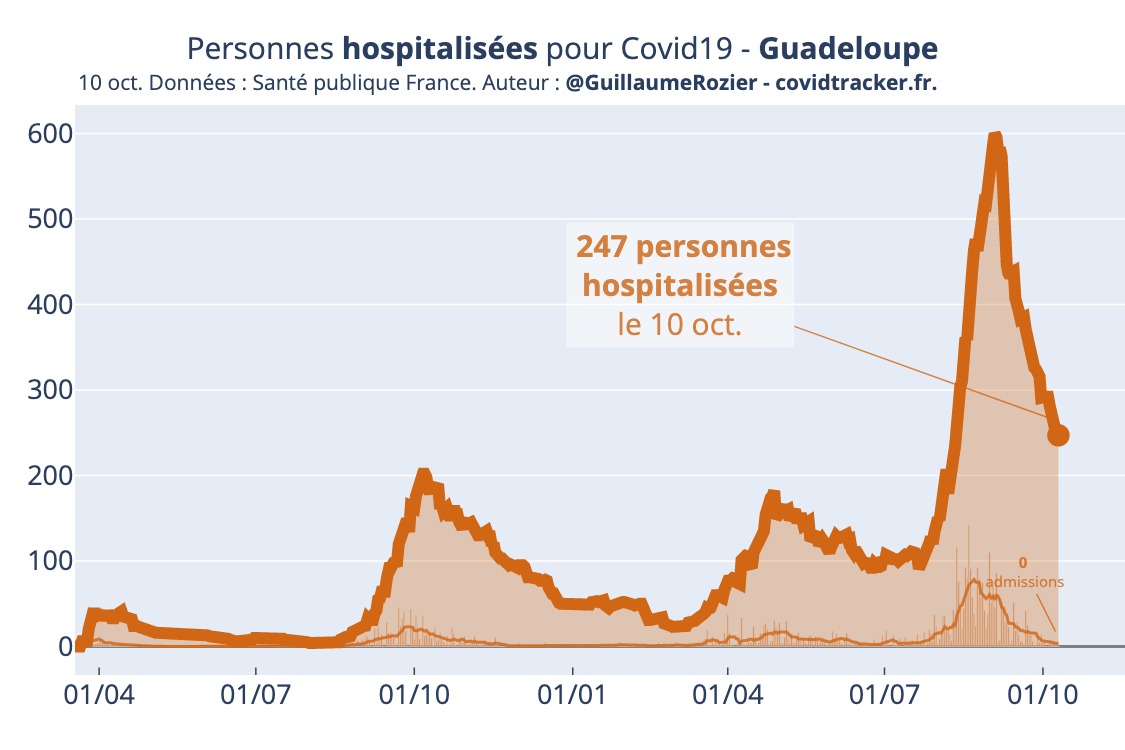 Personnes hospitalisées pour Covid19 - Guadeloupe
10 oct. Données : Santé publique France. Auteur : @GuillaumeRozier - covidtracker.fr.
600
500
247 personnes
hospitalisées
le 10 oct.
400
300
200
100
0
admissions
0
01/04
01/07
01/10
01/01
01/04
01/07
01/10